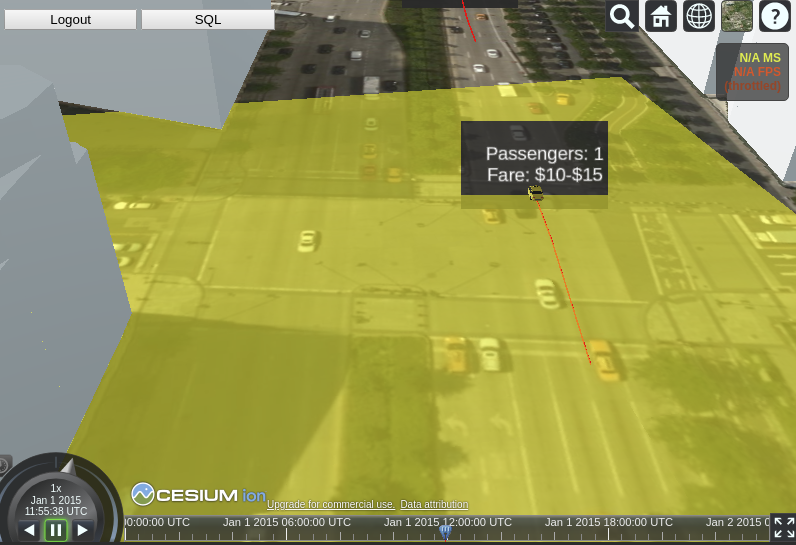 Logout
SQL
N/A MS
N/A FPS
(throttled)
Passengers: 1
Fare: $10-$15
1x
Jan 1 2015
11:55:38 UTC
CESIUM ion
Upgrade for commercial use. Data attribution
00:00:00 UTC
Jan 1 2015 06:00:00 UTC
Jan 1 2015 12:00:00 UTC
Jan 1 2015 18:00:00 UTC
Jan 2 2015 0
?